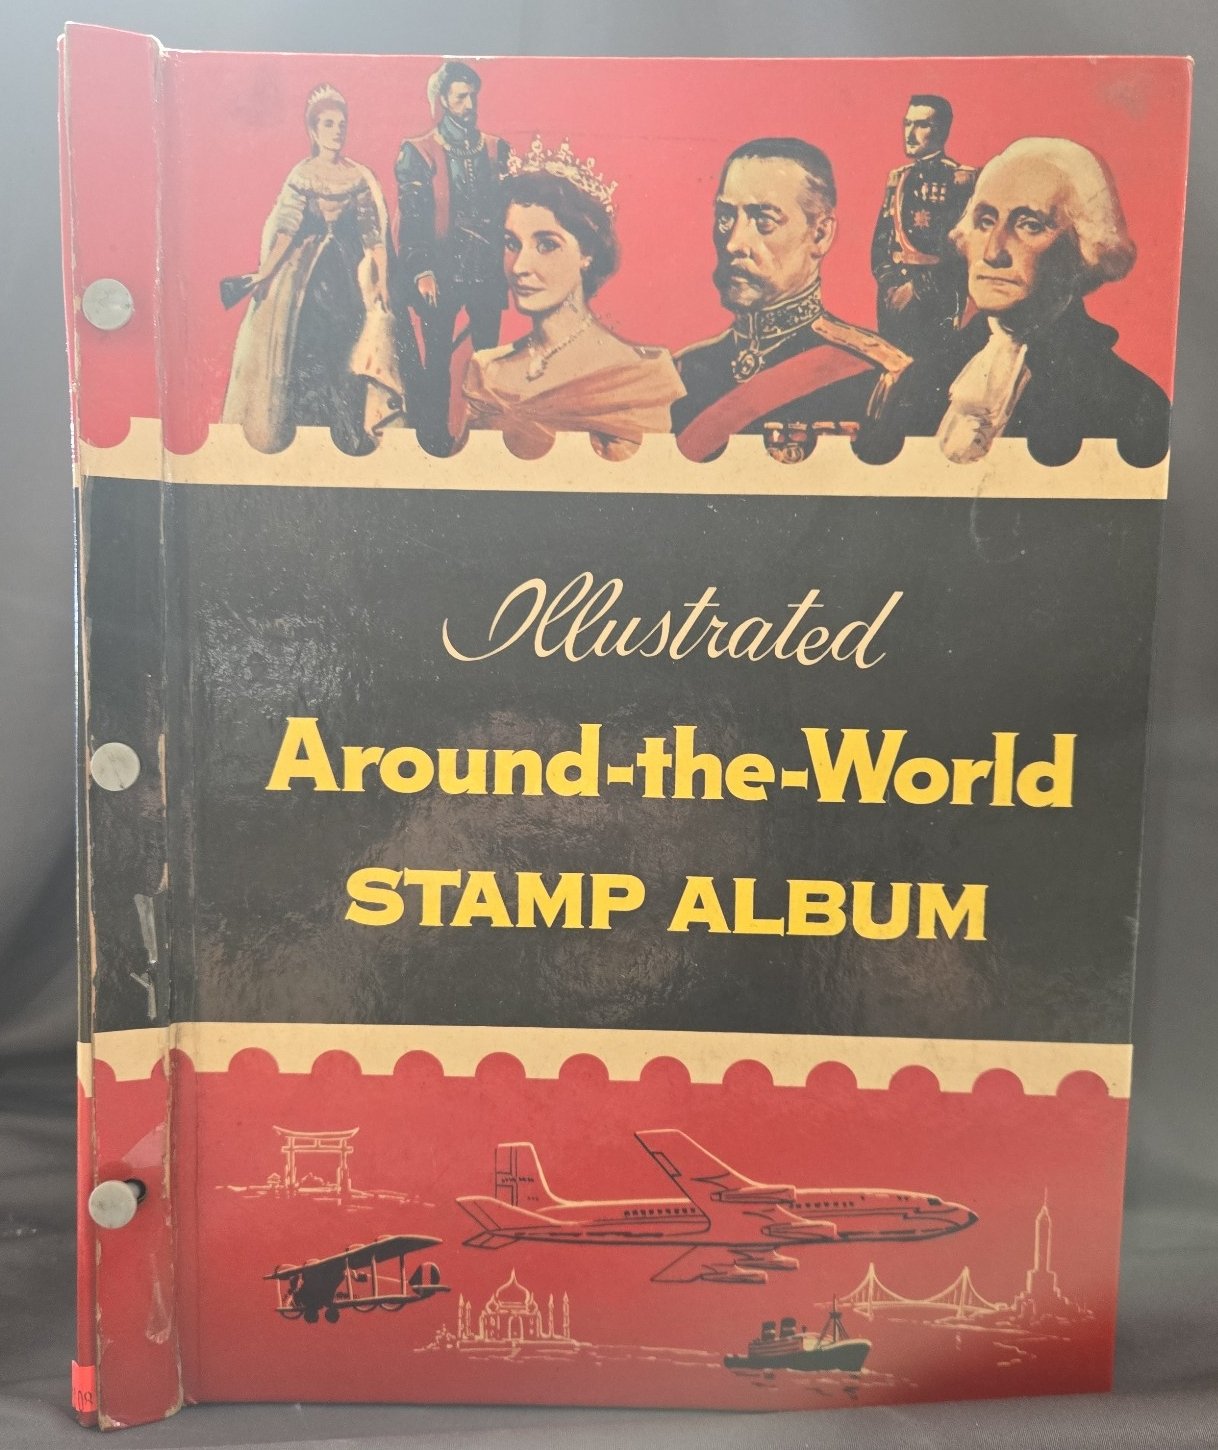 Illustrated
Around-the-World
STAMP ALBUM